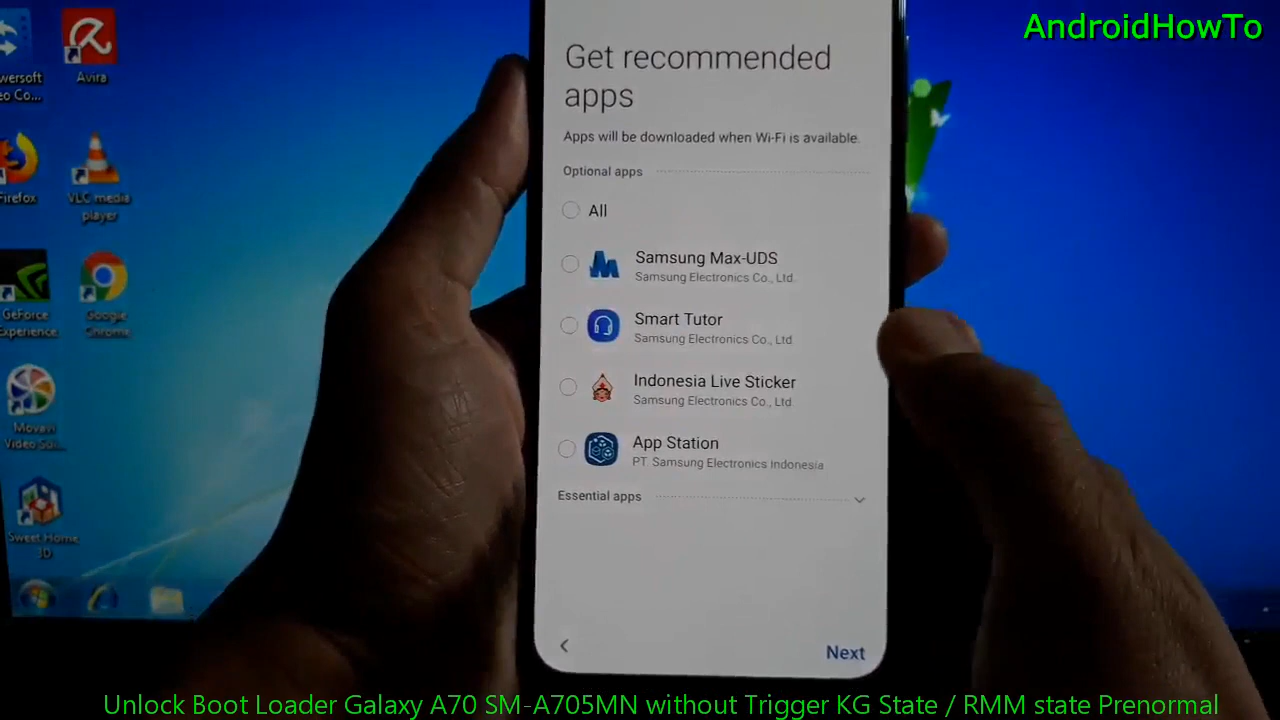 AndroidHowTo
Avira
Firefox
VLC media
player
GeForce
Experience
Google
Chrome
Movavi
Sweet Home
3D
Get recommended
apps
Apps will be downloaded when Wi-Fi is available.
Optional apps
All
Samsung Max-UDS
Samsung Electronics Co., Ltd.
Smart Tutor
Samsung Electronics Co., Ltd.
Indonesia Live Sticker
Samsung Electronics Co., Ltd.
App Station
PT. Samsung Electronics Indonesia
Essential apps
Next
Unlock Boot Loader Galaxy A70 SM-A705MN without Trigger KG State / RMM state Prenormal